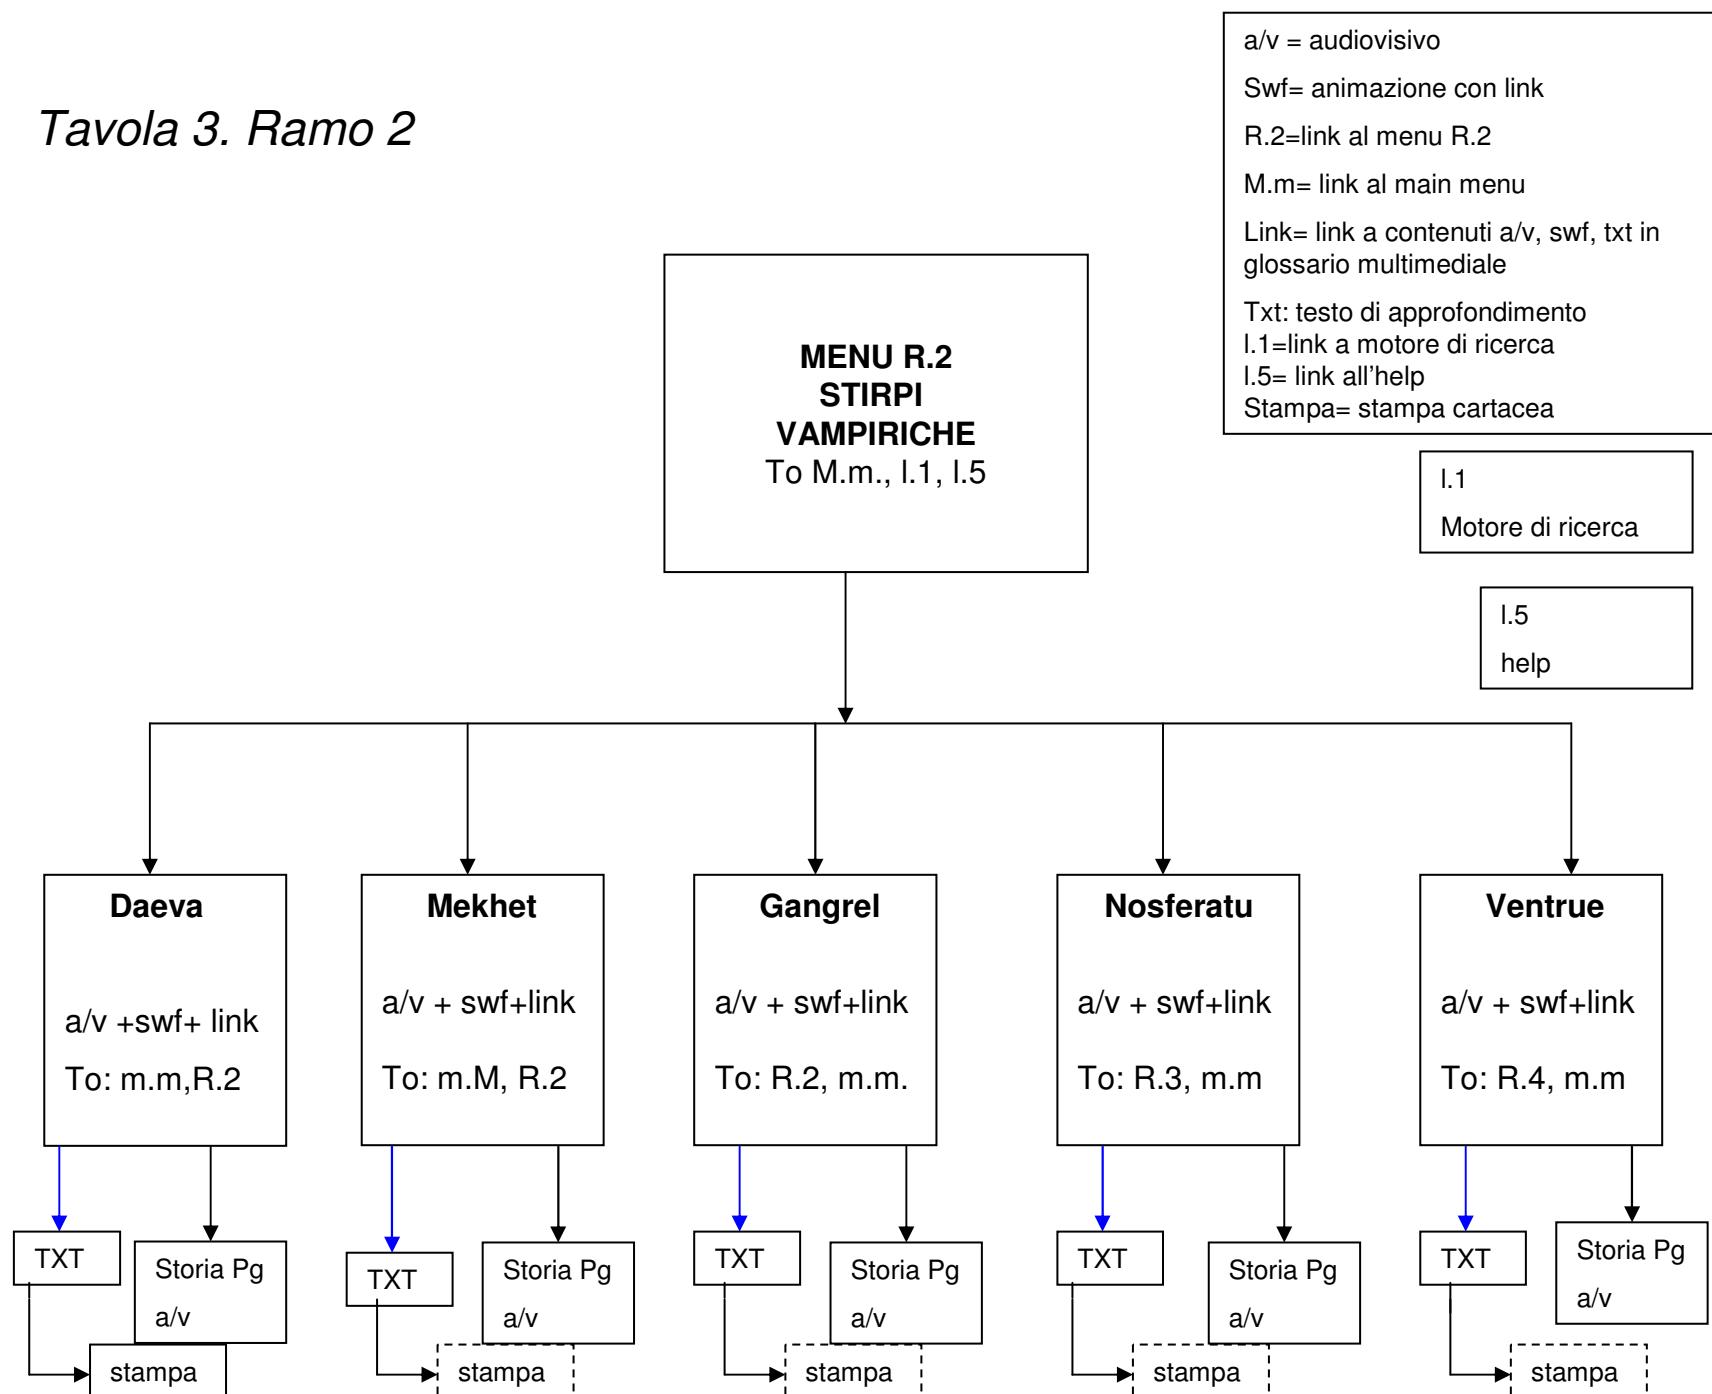 Tavola 3. Ramo 2
a/v = audiovisivo
Swf= animazione con link
R.2=link al menu R.2
M.m= link al main menu
Link= link a contenuti a/v, swf, txt in
glossario multimediale
Txt: testo di approfondimento
l.1=link a motore di ricerca
l.5= link all'help
Stampa= stampa cartacea
MENU R.2
STIRPI
VAMPIRICHE
To M.m., l.1, l.5
l.1
Motore di ricerca
l.5
help
Daeva
a/v +swf+ link
To: m.m,R.2
Mekhet
a/v + swf+link
To: m.M, R.2
Gangrel
a/v + swf+link
To: R.2, m.m.
Nosferatu
a/v + swf+link
To: R.3, m.m
Ventrue
a/v + swf+link
To: R.4, m.m
TXT
Storia Pg
a/v
stampa
TXT
Storia Pg
a/v
stampa
TXT
Storia Pg
a/v
stampa
TXT
Storia Pg
a/v
stampa
TXT
Storia Pg
a/v
stampa